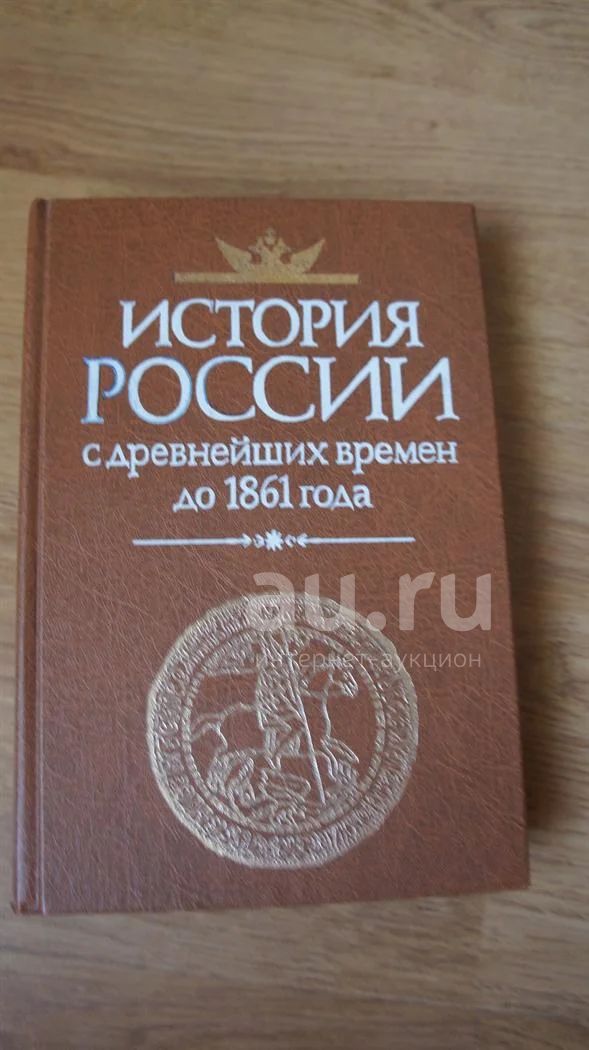 ИСТОРИЯ
РОССИИ
с древнейших времен
до 1861 года
au.ru
интернет-аукцион